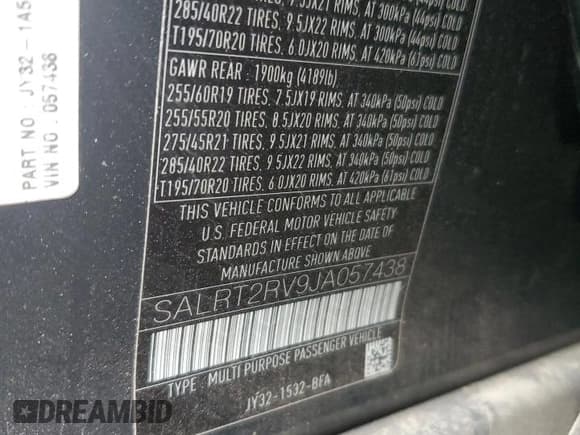 PART NO : JY32 - 1A5
VIN NO : 057438
285/40R22 TIRES, 9.5JX22 RIMS, AT 300kPa (44psi) COLD
T195/70R20 TIRES, 6.0JX20 RIMS, AT 420kPa (61psi) COLD
GAWR REAR : 1900kg (4189lb)
255/60R19 TIRES, 7.5JX19 RIMS, AT 340kPa (50psi) COLD
255/55R20 TIRES, 8.5JX20 RIMS, AT 340kPa (50psi) COLD
275/45R21 TIRES, 9.5JX21 RIMS, AT 340kPa (50psi) COLD
285/40R22 TIRES, 9.5JX22 RIMS, AT 340kPa (50psi) COLD
T195/70R20 TIRES, 6.0JX20 RIMS, AT 420kPa (61psi) COLD
THIS VEHICLE CONFORMS TO ALL APPLICABLE
U.S. FEDERAL MOTOR VEHICLE SAFETY
STANDARDS IN EFFECT ON THE DATE OF
MANUFACTURE SHOWN ABOVE.
SALRT2RV9JA057438
TYPE MULTI PURPOSE PASSENGER VEHICLE
JY32-1532-BFA
DREAMBID